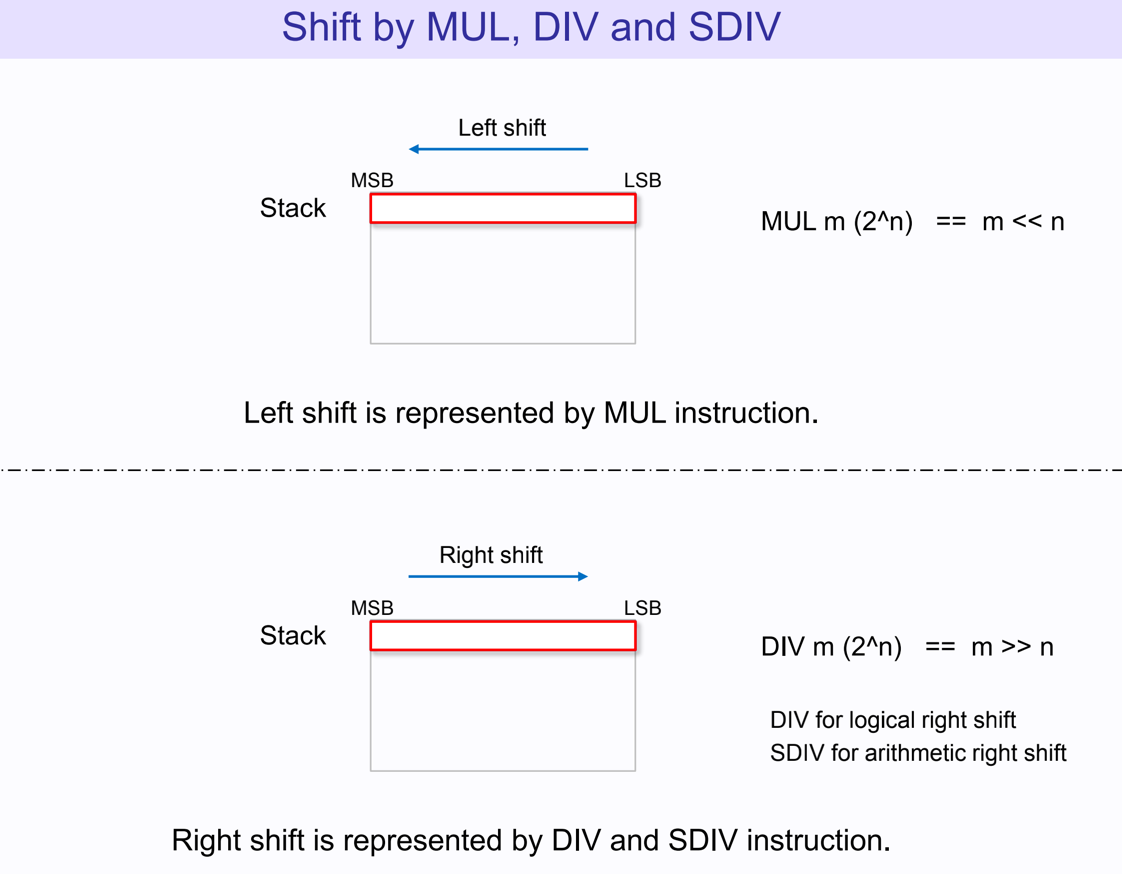 Shift by MUL, DIV and SDIV
Left shift
MSB LSB
Stack
MUL m (2^n) == m << n
Left shift is represented by MUL instruction.
Right shift
MSB LSB
Stack
DIV m (2^n) == m >> n
DIV for logical right shift
SDIV for arithmetic right shift
Right shift is represented by DIV and SDIV instruction.